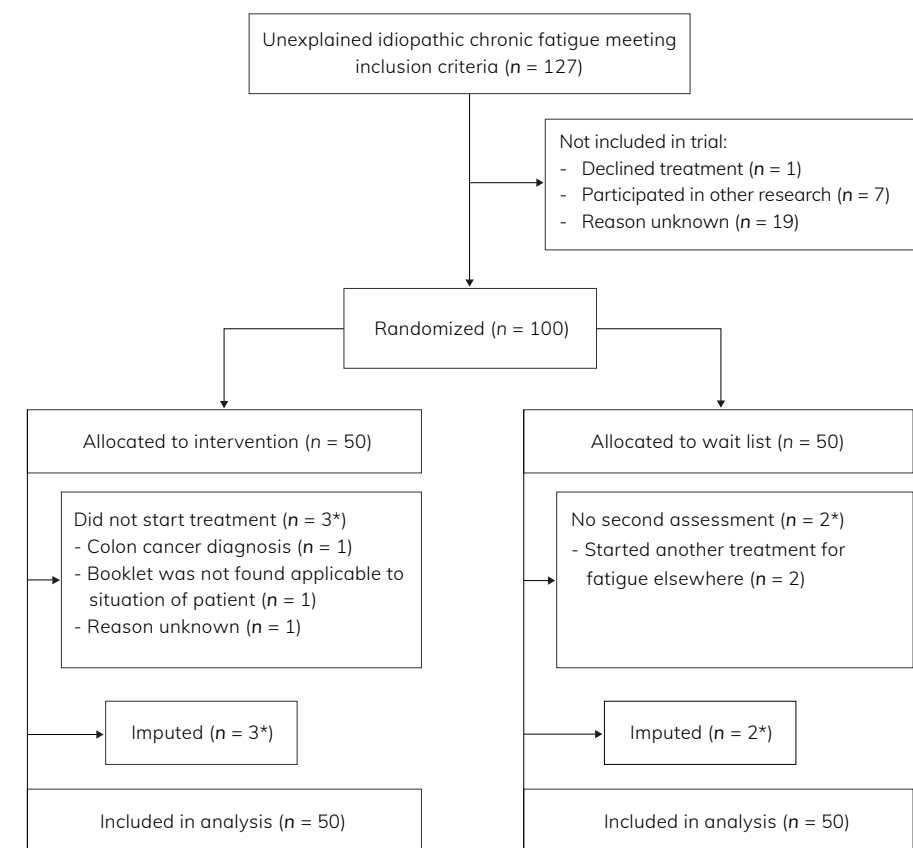 Unexplained idiopathic chronic fatigue meeting
inclusion criteria (n = 127)
Not included in trial:
- Declined treatment (n = 1)
- Participated in other research (n = 7)
- Reason unknown (n = 19)
Randomized (n = 100)
Allocated to intervention (n = 50)
Allocated to wait list (n = 50)
Did not start treatment (n = 3*)
- Colon cancer diagnosis (n = 1)
- Booklet was not found applicable to
situation of patient (n = 1)
- Reason unknown (n = 1)
No second assessment (n = 2*)
- Started another treatment for
fatigue elsewhere (n = 2)
Imputed (n = 3*)
Imputed (n = 2*)
Included in analysis (n = 50)
Included in analysis (n = 50)